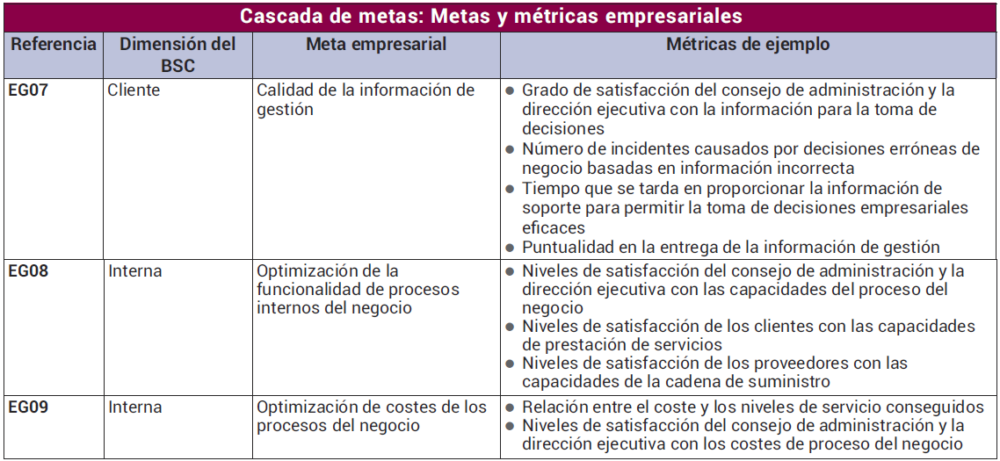 Cascada de metas: Metas y métricas empresariales
Referencia
Dimensión del
BSC
Meta empresarial
Métricas de ejemplo
EG07
Cliente
Calidad de la información de
gestión
● Grado de satisfacción del consejo de administración y la
dirección ejecutiva con la información para la toma de
decisiones
● Número de incidentes causados por decisiones erróneas de
negocio basadas en información incorrecta
● Tiempo que se tarda en proporcionar la información de
soporte para permitir la toma de decisiones empresariales
eficaces
● Puntualidad en la entrega de la información de gestión
EG08
Interna
Optimización de la
funcionalidad de procesos
internos del negocio
● Niveles de satisfacción del consejo de administración y la
dirección ejecutiva con las capacidades del proceso del
negocio
● Niveles de satisfacción de los clientes con las capacidades
de prestación de servicios
● Niveles de satisfacción de los proveedores con las
capacidades de la cadena de suministro
EG09
Interna
Optimización de costes de los
procesos del negocio
● Relación entre el coste y los niveles de servicio conseguidos
● Niveles de satisfacción del consejo de administración y la
dirección ejecutiva con los costes de proceso del negocio